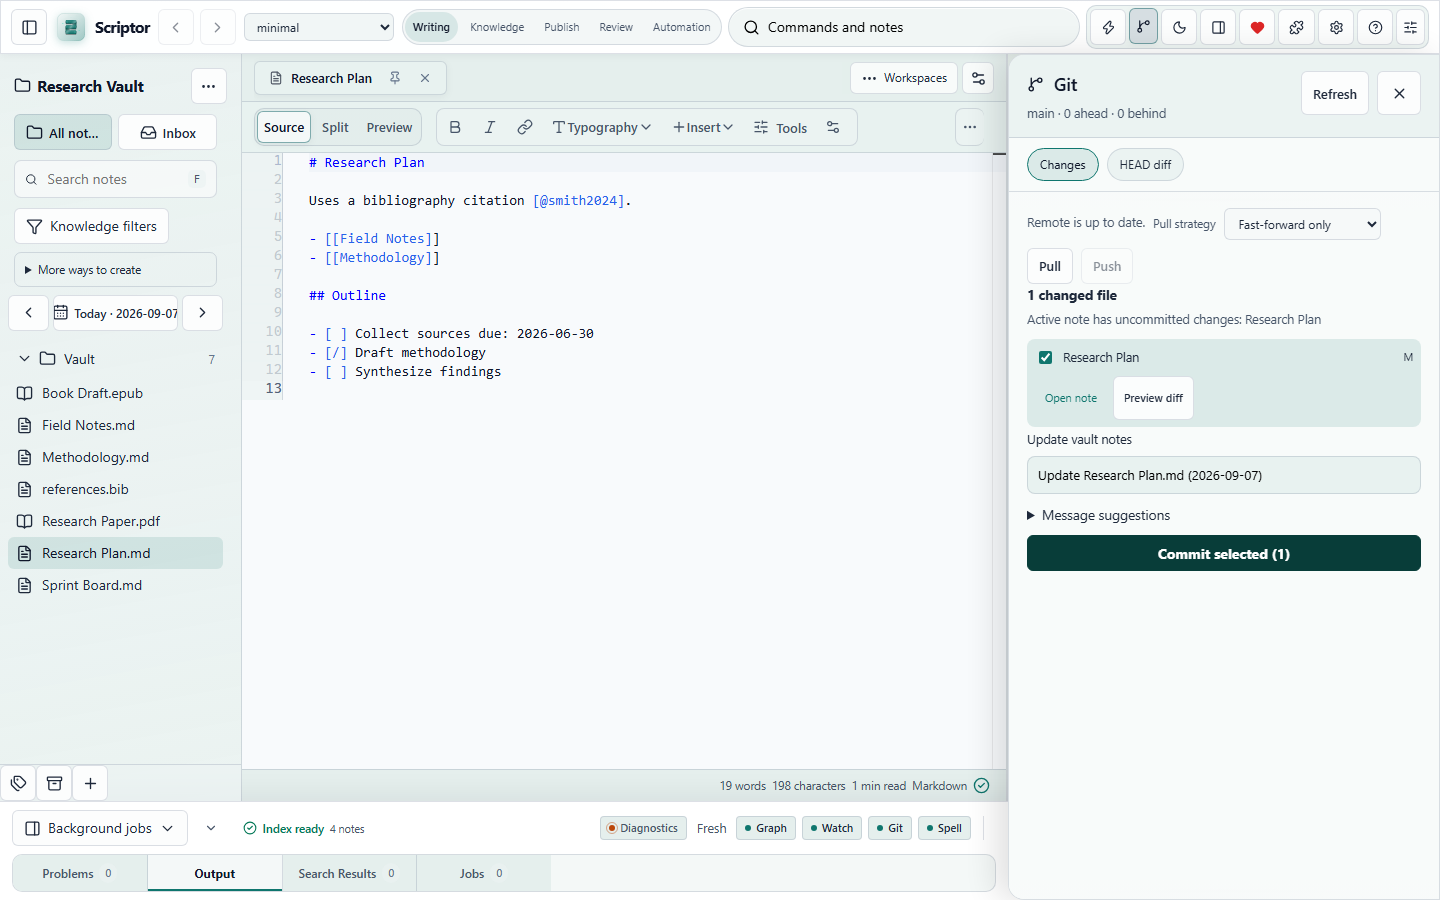 Scriptor
minimal
Writing Knowledge Publish Review Automation
Commands and notes
Research Vault
All not...
Inbox
Search notes F
Knowledge filters
More ways to create
Today · 2026-09-07
Vault 7
Book Draft.epub
Field Notes.md
Methodology.md
references.bib
Research Paper.pdf
Research Plan.md
Sprint Board.md
Research Plan
Workspaces
Source Split Preview
B I Typography Insert Tools
1 # Research Plan
2
3 Uses a bibliography citation [@smith2024].
4
5 - [[Field Notes]]
6 - [[Methodology]]
7
8 ## Outline
9
10 - [ ] Collect sources due: 2026-06-30
11 - [/] Draft methodology
12 - [ ] Synthesize findings
13
19 words 198 characters 1 min read Markdown
Background jobs
Index ready 4 notes
Diagnostics Fresh Graph Watch Git Spell
Problems 0 Output Search Results 0 Jobs 0
Git
main · 0 ahead · 0 behind
Refresh
Changes HEAD diff
Remote is up to date. Pull strategy Fast-forward only
Pull Push
1 changed file
Active note has uncommitted changes: Research Plan
Research Plan M
Open note Preview diff
Update vault notes
Update Research Plan.md (2026-09-07)
Message suggestions
Commit selected (1)